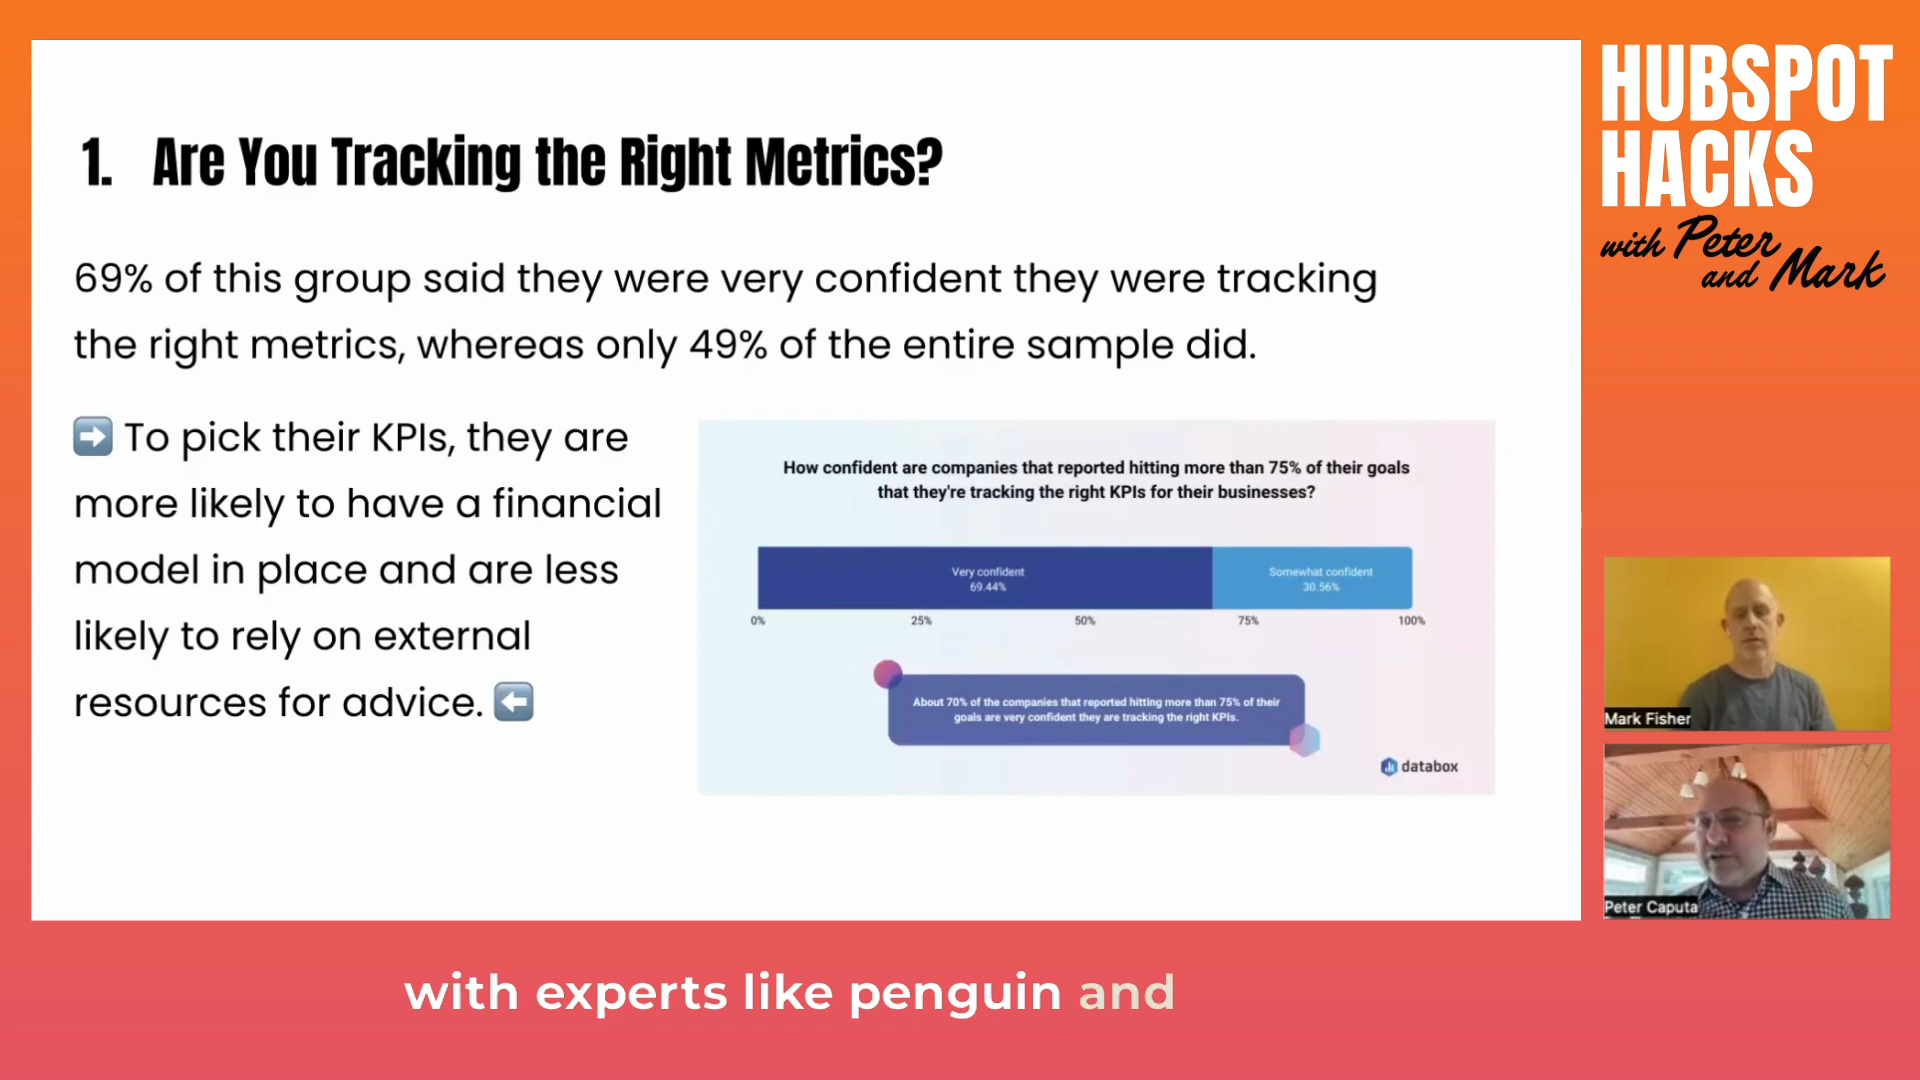 1. Are You Tracking the Right Metrics?
69% of this group said they were very confident they were tracking
the right metrics, whereas only 49% of the entire sample did.
➡️ To pick their KPIs, they are
more likely to have a financial
model in place and are less
likely to rely on external
resources for advice. ⬅️
How confident are companies that reported hitting more than 75% of their goals
that they're tracking the right KPIs for their businesses?
Very confident
69.44%
Somewhat confident
30.56%
0% 25% 50% 75% 100%
About 70% of the companies that reported hitting more than 75% of their
goals are very confident they are tracking the right KPIs.
databox
HUBSPOT
HACKS
with Peter
and Mark
Mark Fisher
Peter Caputa
with experts like penguin and